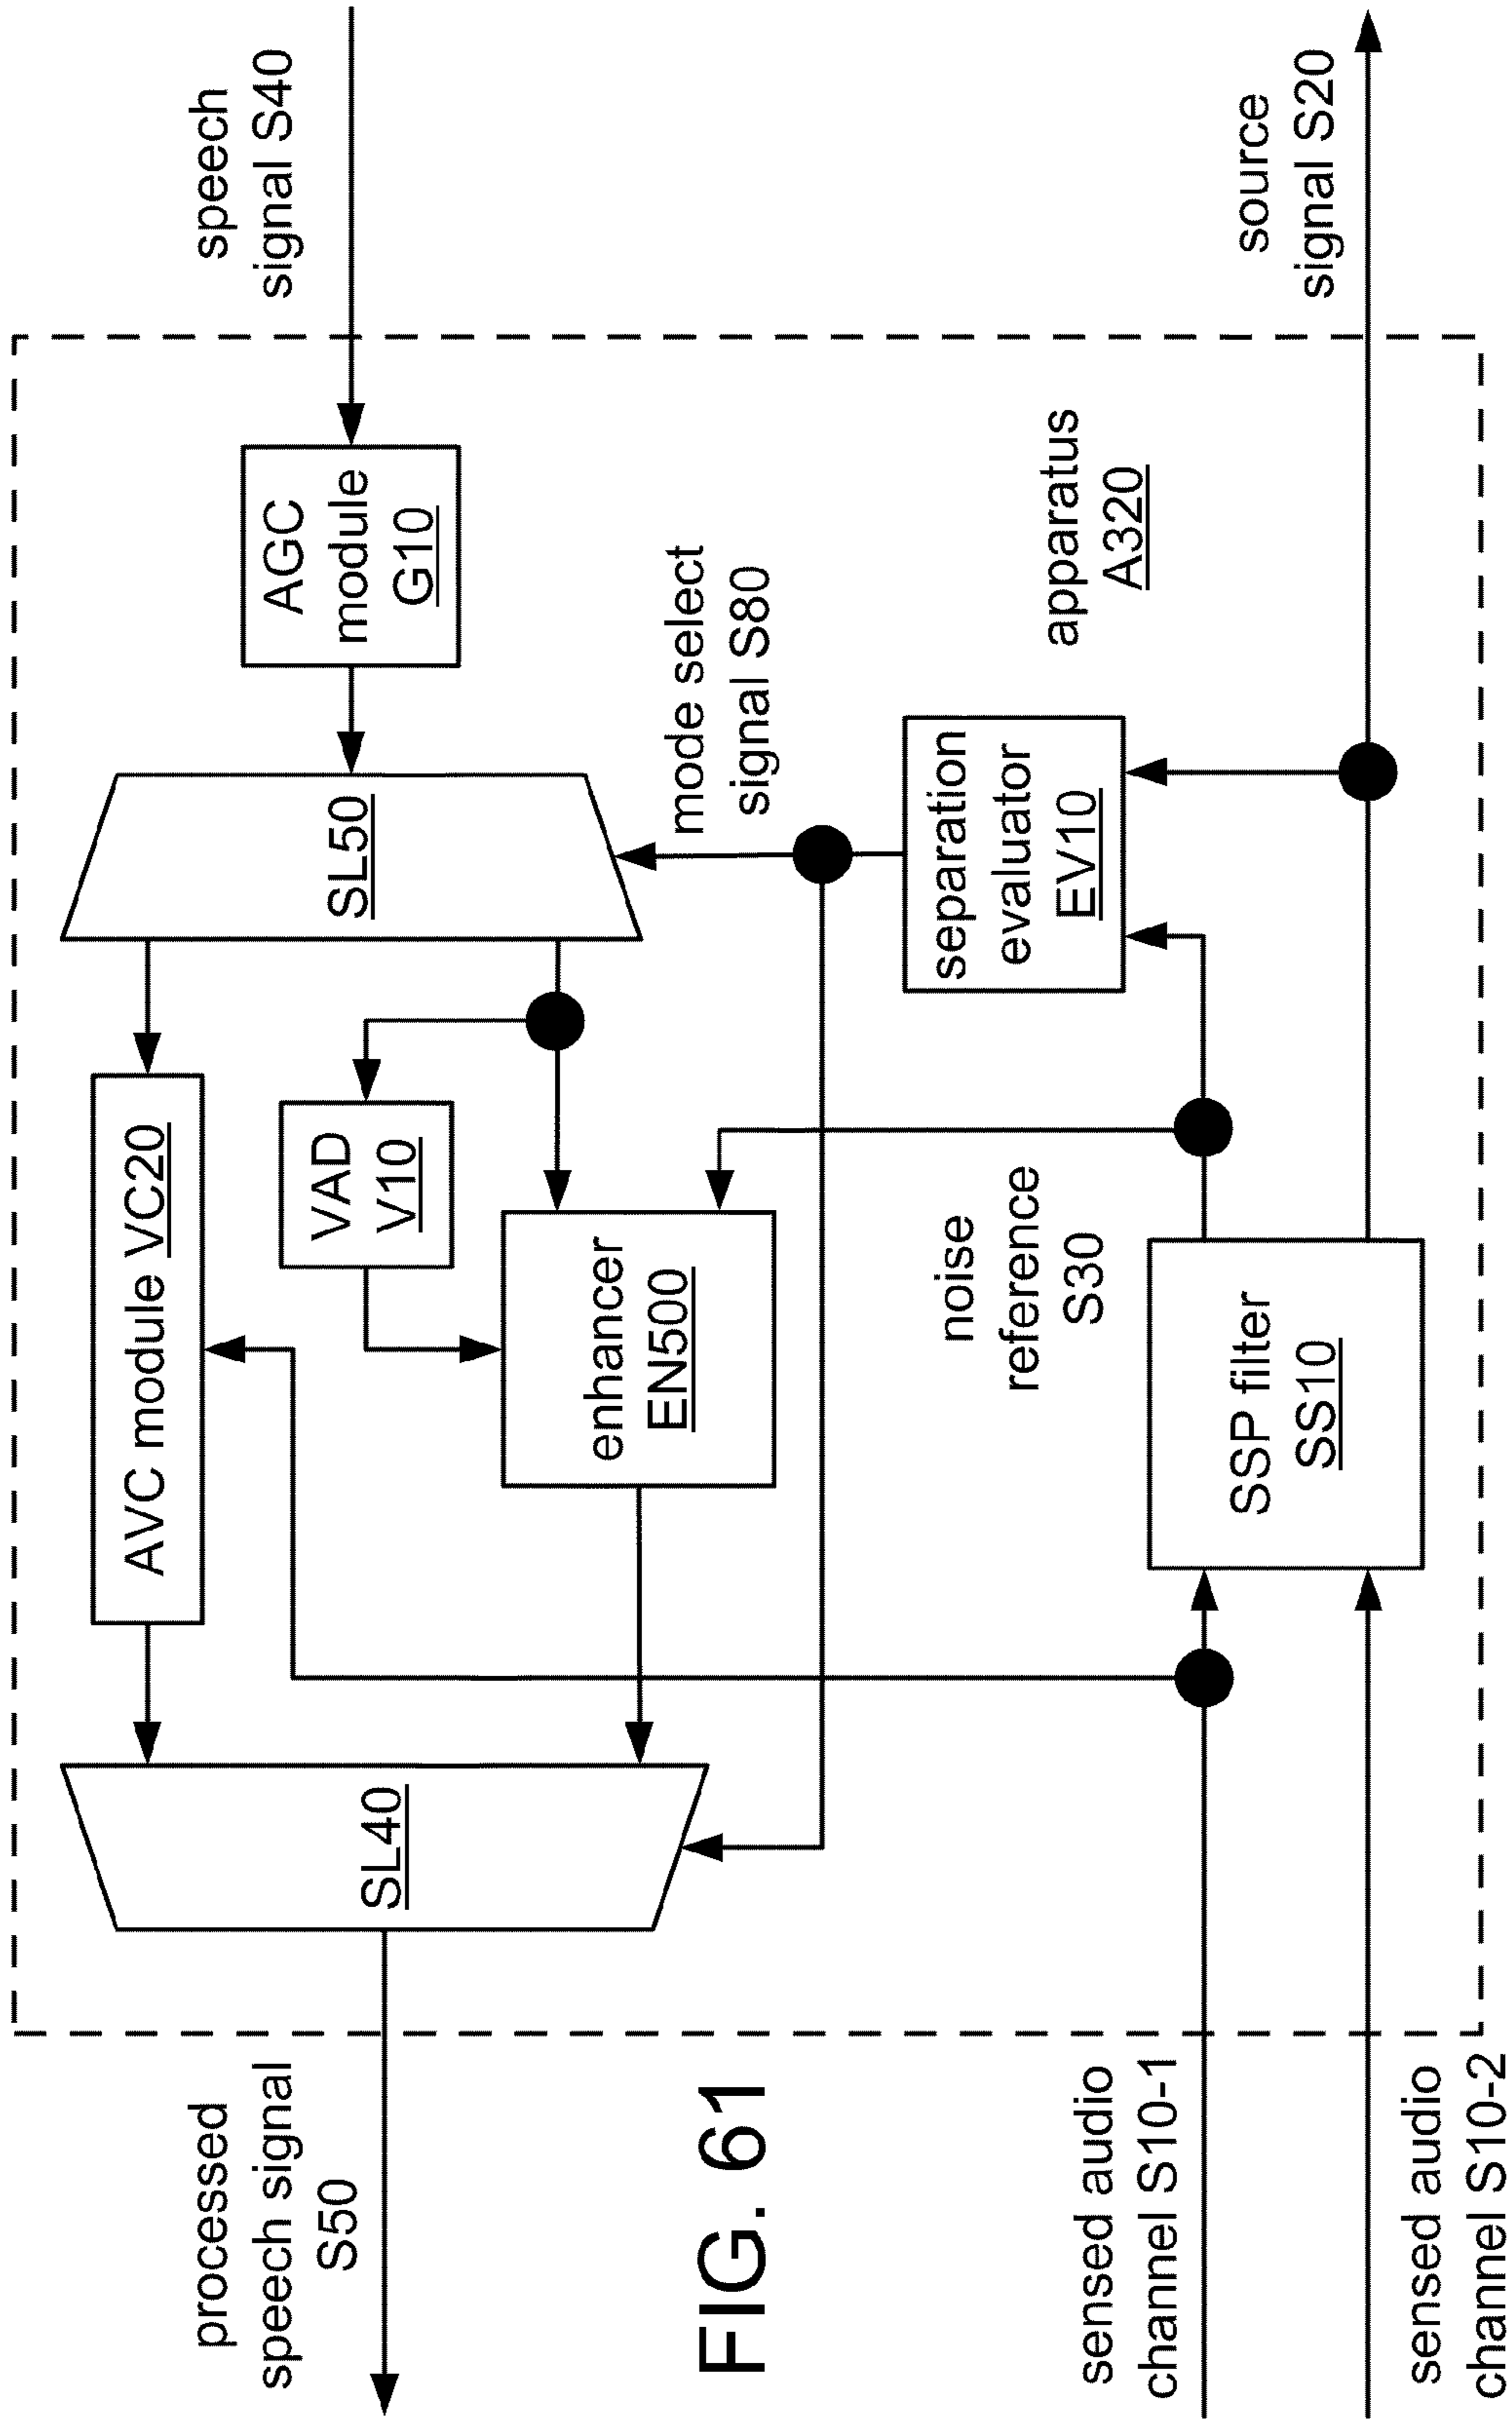 processed
speech signal
S50
speech
signal S40
SL40
AVC module VC20
VAD
V10
enhancer
EN500
SL50
AGC
module
G10
mode select
signal S80
FIG. 61
noise
reference
S30
separation
evaluator
EV10
apparatus
A320
sensed audio
channel S10-1
SSP filter
SS10
source
signal S20
sensed audio
channel S10-2